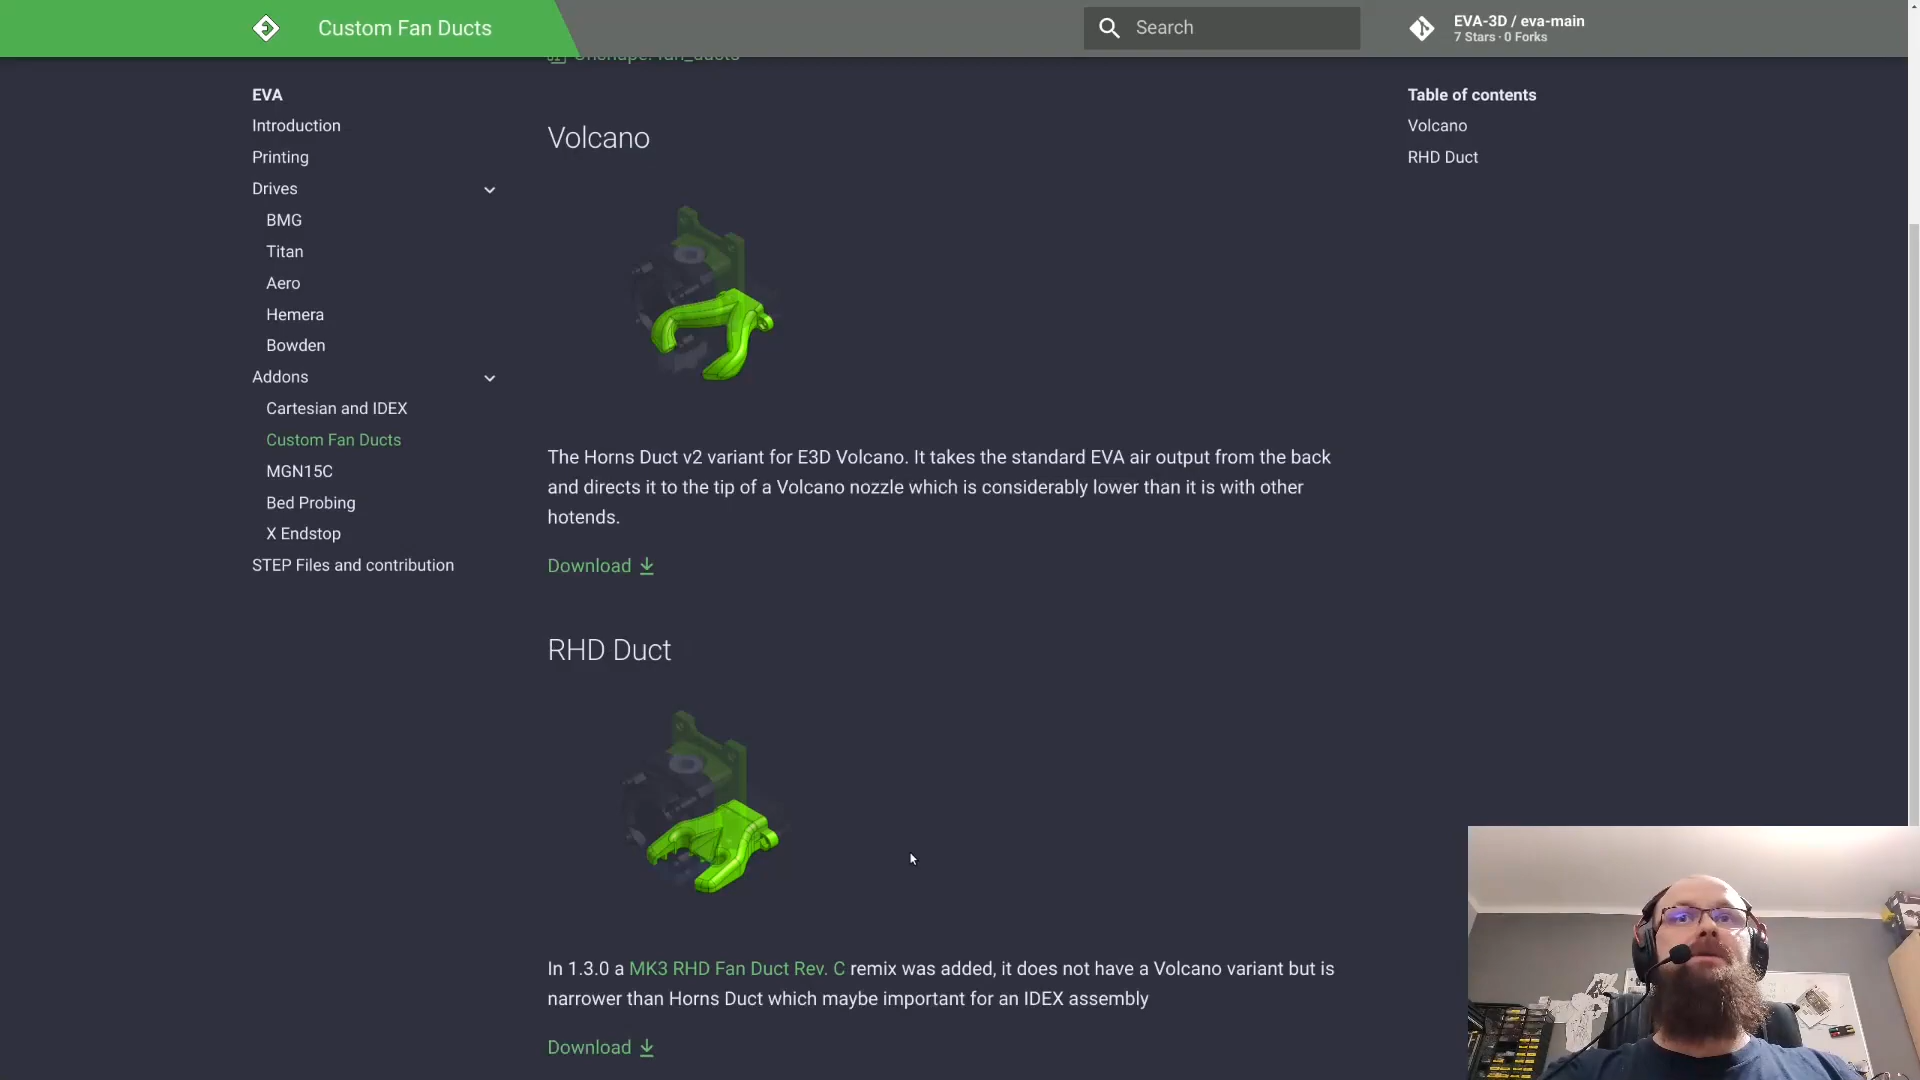 Custom Fan Ducts
Search
EVA-3D / eva-main
7 Stars · 0 Forks
Onshape: fan_ducts
EVA
Introduction
Printing
Drives
BMG
Titan
Aero
Hemera
Bowden
Addons
Cartesian and IDEX
Custom Fan Ducts
MGN15C
Bed Probing
X Endstop
STEP Files and contribution
Volcano
The Horns Duct v2 variant for E3D Volcano. It takes the standard EVA air output from the back
and directs it to the tip of a Volcano nozzle which is considerably lower than it is with other
hotends.
Download
RHD Duct
In 1.3.0 a MK3 RHD Fan Duct Rev. C remix was added, it does not have a Volcano variant but is
narrower than Horns Duct which maybe important for an IDEX assembly
Download
Table of contents
Volcano
RHD Duct